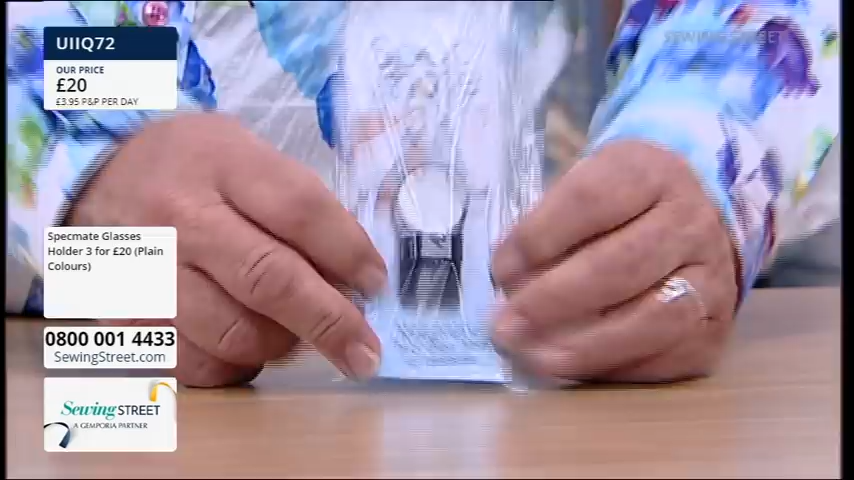 UIIQ72
OUR PRICE
£20
£3.95 P&P PER DAY
SEWING STREET
Specmate Glasses
Holder 3 for £20 (Plain
Colours)
0800 001 4433
SewingStreet.com
Sewing STREET
A GEMPORIA PARTNER